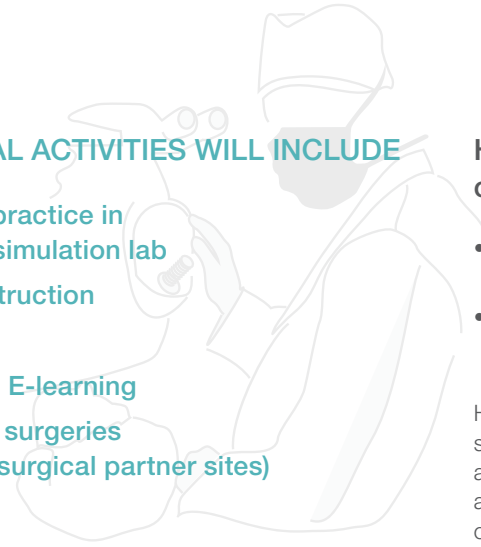 AL ACTIVITIES WILL INCLUDE
practice in
simulation lab
truction
E-learning
surgeries
surgical partner sites)
H
•
•
H
s
a
a